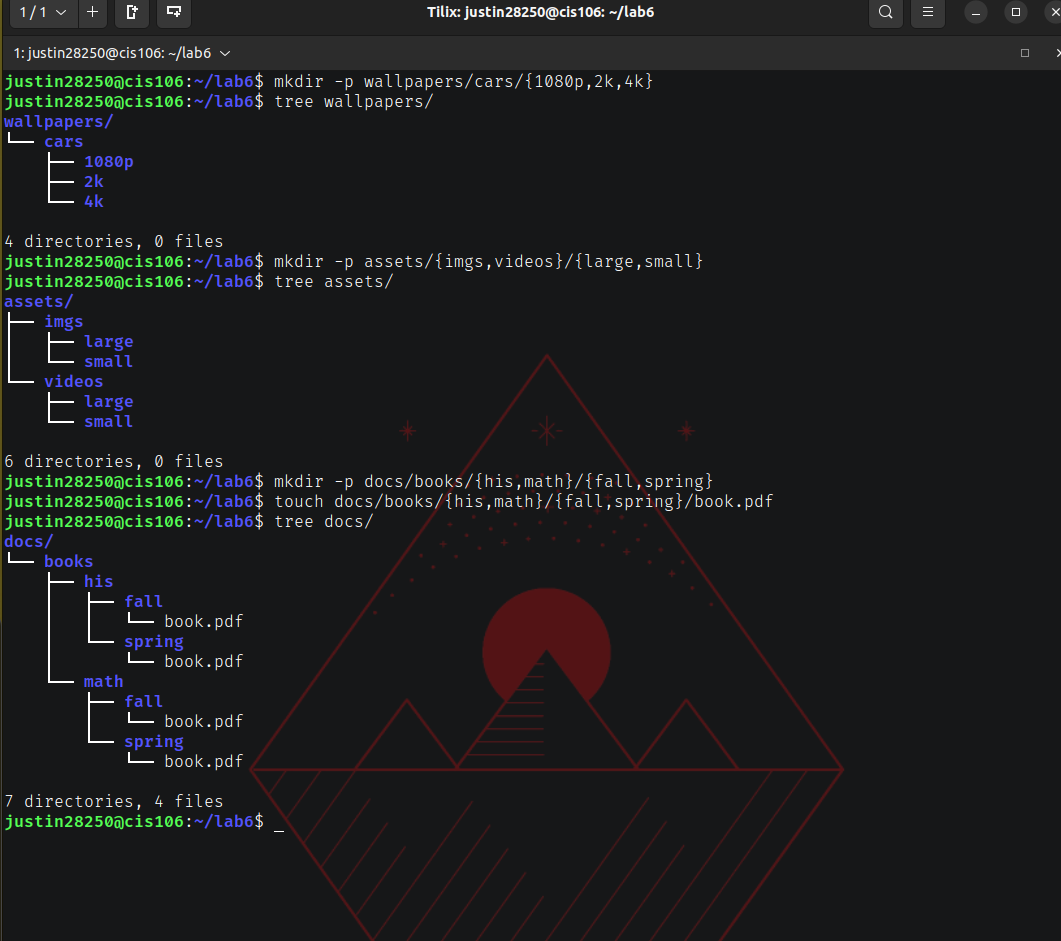 1 / 1
Tilix: justin28250@cis106: ~/lab6
1: justin28250@cis106: ~/lab6
justin28250@cis106:~/lab6$ mkdir -p wallpapers/cars/{1080p,2k,4k}
justin28250@cis106:~/lab6$ tree wallpapers/
wallpapers/
└── cars
    ├── 1080p
    ├── 2k
    └── 4k
4 directories, 0 files
justin28250@cis106:~/lab6$ mkdir -p assets/{imgs,videos}/{large,small}
justin28250@cis106:~/lab6$ tree assets/
assets/
├── imgs
│   ├── large
│   └── small
└── videos
    ├── large
    └── small
6 directories, 0 files
justin28250@cis106:~/lab6$ mkdir -p docs/books/{his,math}/{fall,spring}
justin28250@cis106:~/lab6$ touch docs/books/{his,math}/{fall,spring}/book.pdf
justin28250@cis106:~/lab6$ tree docs/
docs/
└── books
    ├── his
    │   ├── fall
    │   │   └── book.pdf
    │   └── spring
    │       └── book.pdf
    └── math
        ├── fall
        │   └── book.pdf
        └── spring
            └── book.pdf
7 directories, 4 files
justin28250@cis106:~/lab6$ _